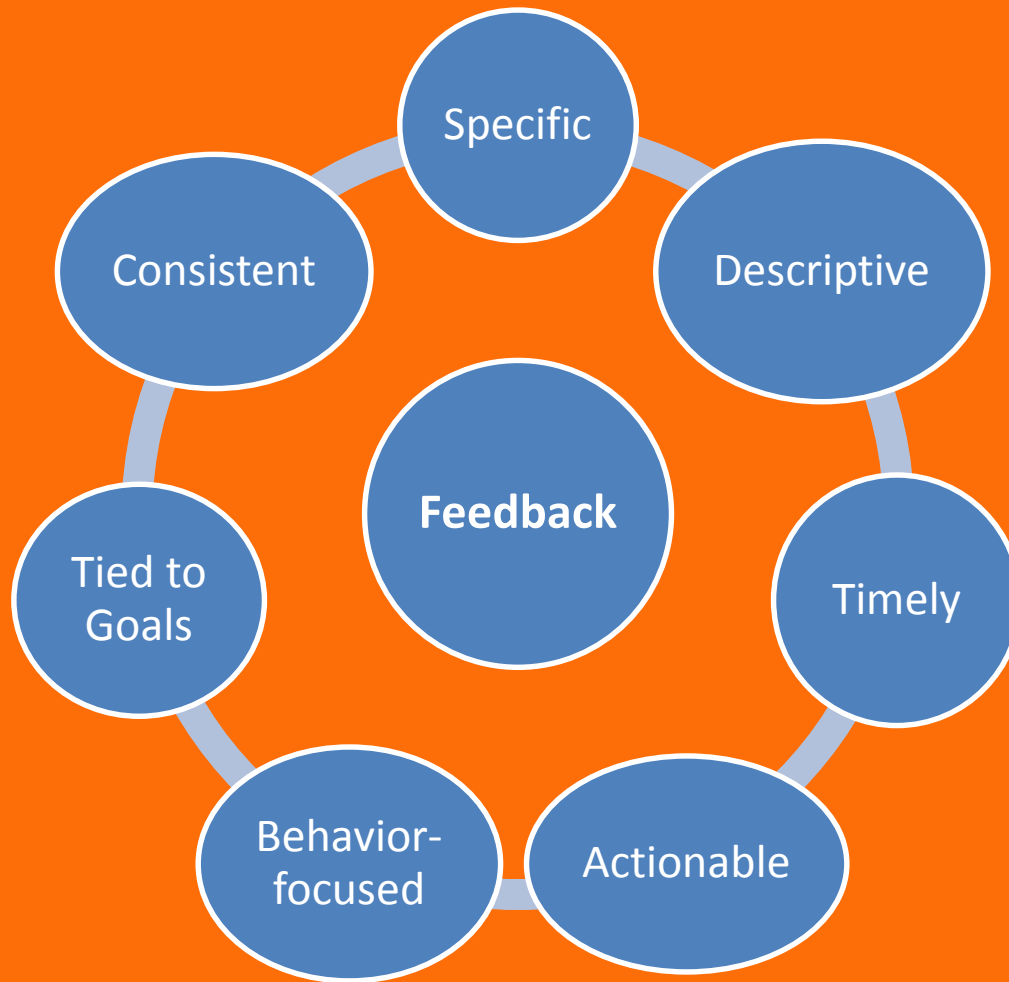 Specific
Descriptive
Timely
Actionable
Behavior-
focused
Tied to
Goals
Consistent
Feedback